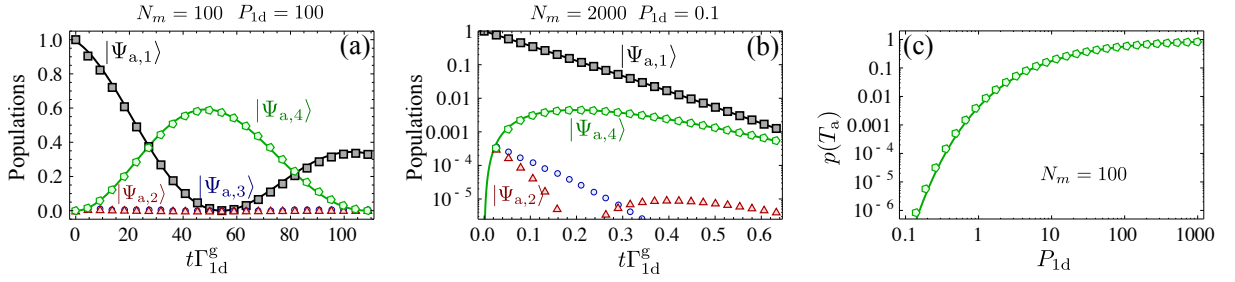 N_m = 100 P_1d = 100
(a)
|Ψ_a,1⟩
|Ψ_a,4⟩
|Ψ_a,2⟩
|Ψ_a,3⟩
Populations
1.0
0.8
0.6
0.4
0.2
0.0
0 20 40 60 80 100
tΓ^g_1d
N_m = 2000 P_1d = 0.1
(b)
|Ψ_a,1⟩
|Ψ_a,4⟩
|Ψ_a,2⟩
Populations
1
0.1
0.01
0.001
10^-4
10^-5
0.0 0.1 0.2 0.3 0.4 0.5 0.6
tΓ^g_1d
(c)
p(T_a)
1
0.1
0.01
0.001
10^-4
10^-5
10^-6
N_m = 100
0.1 1 10 100 1000
P_1d